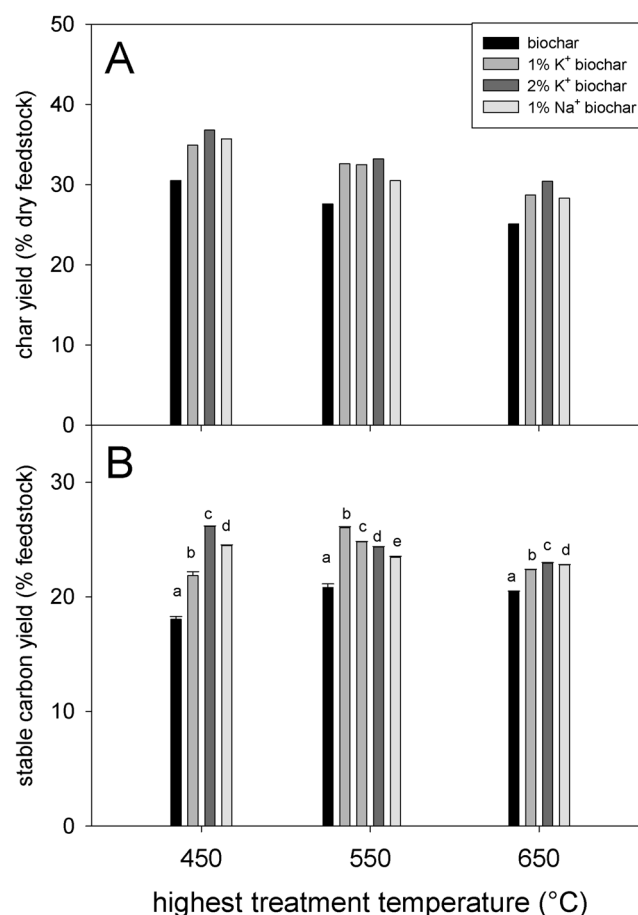 A
char yield (% dry feedstock)
50
40
30
20
10
0
biochar
1% K⁺ biochar
2% K⁺ biochar
1% Na⁺ biochar
B
stable carbon yield (% feedstock)
30
20
10
0
a
b
c
d
a
b
c
d
e
a
b
c
d
450
550
650
highest treatment temperature (°C)